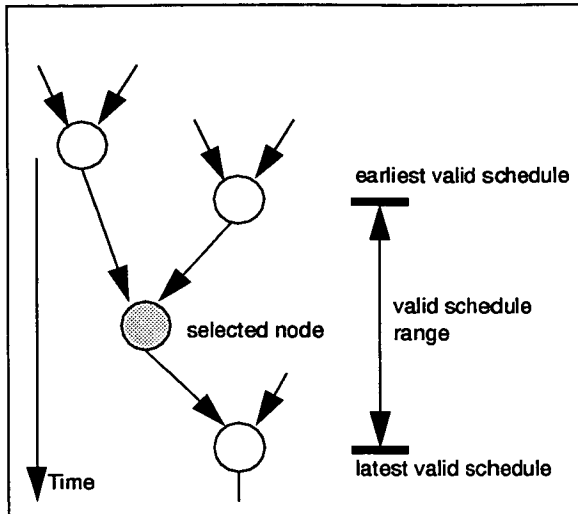 earliest valid schedule
valid schedule
range
selected node
latest valid schedule
Time